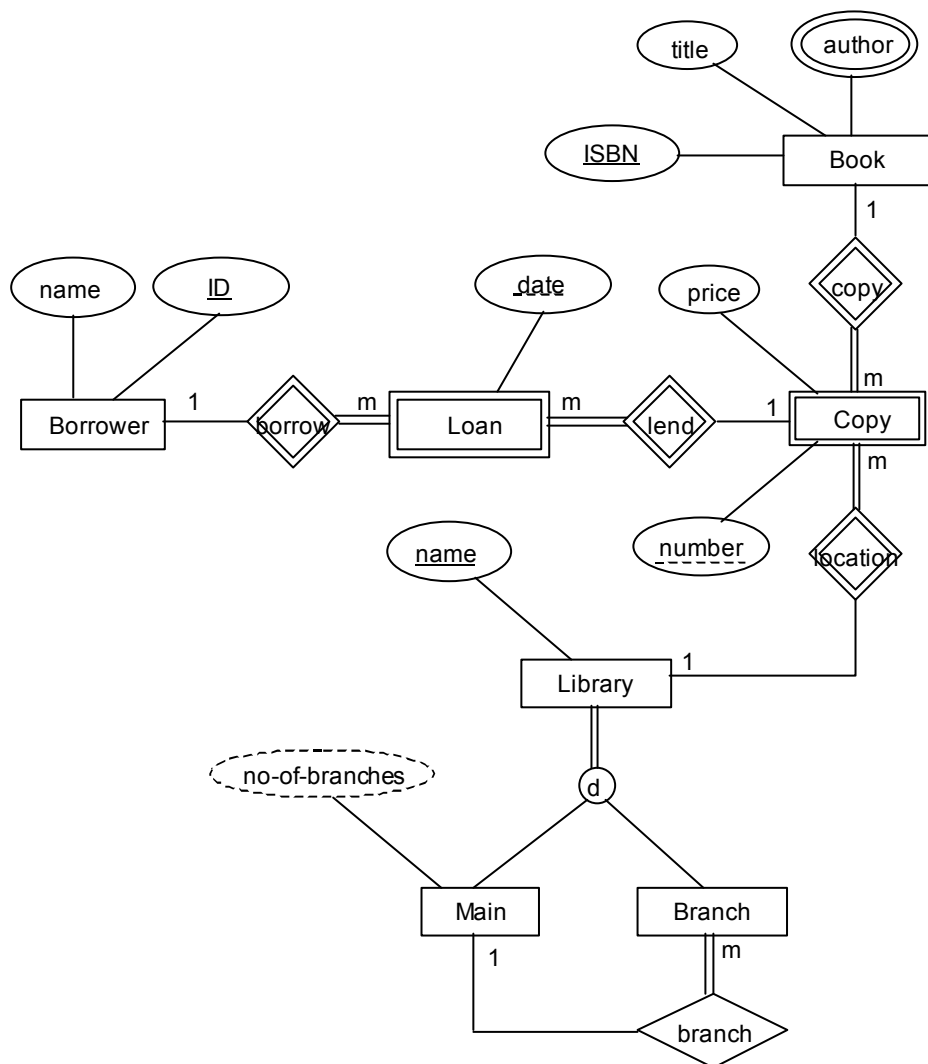 title
author
ISBN
Book
1
copy
name
ID
date
price
m
1
borrow
m
Borrower
Loan
m
lend
1
Copy
m
number
location
name
Library
1
no-of-branches
d
Main
Branch
1
m
branch